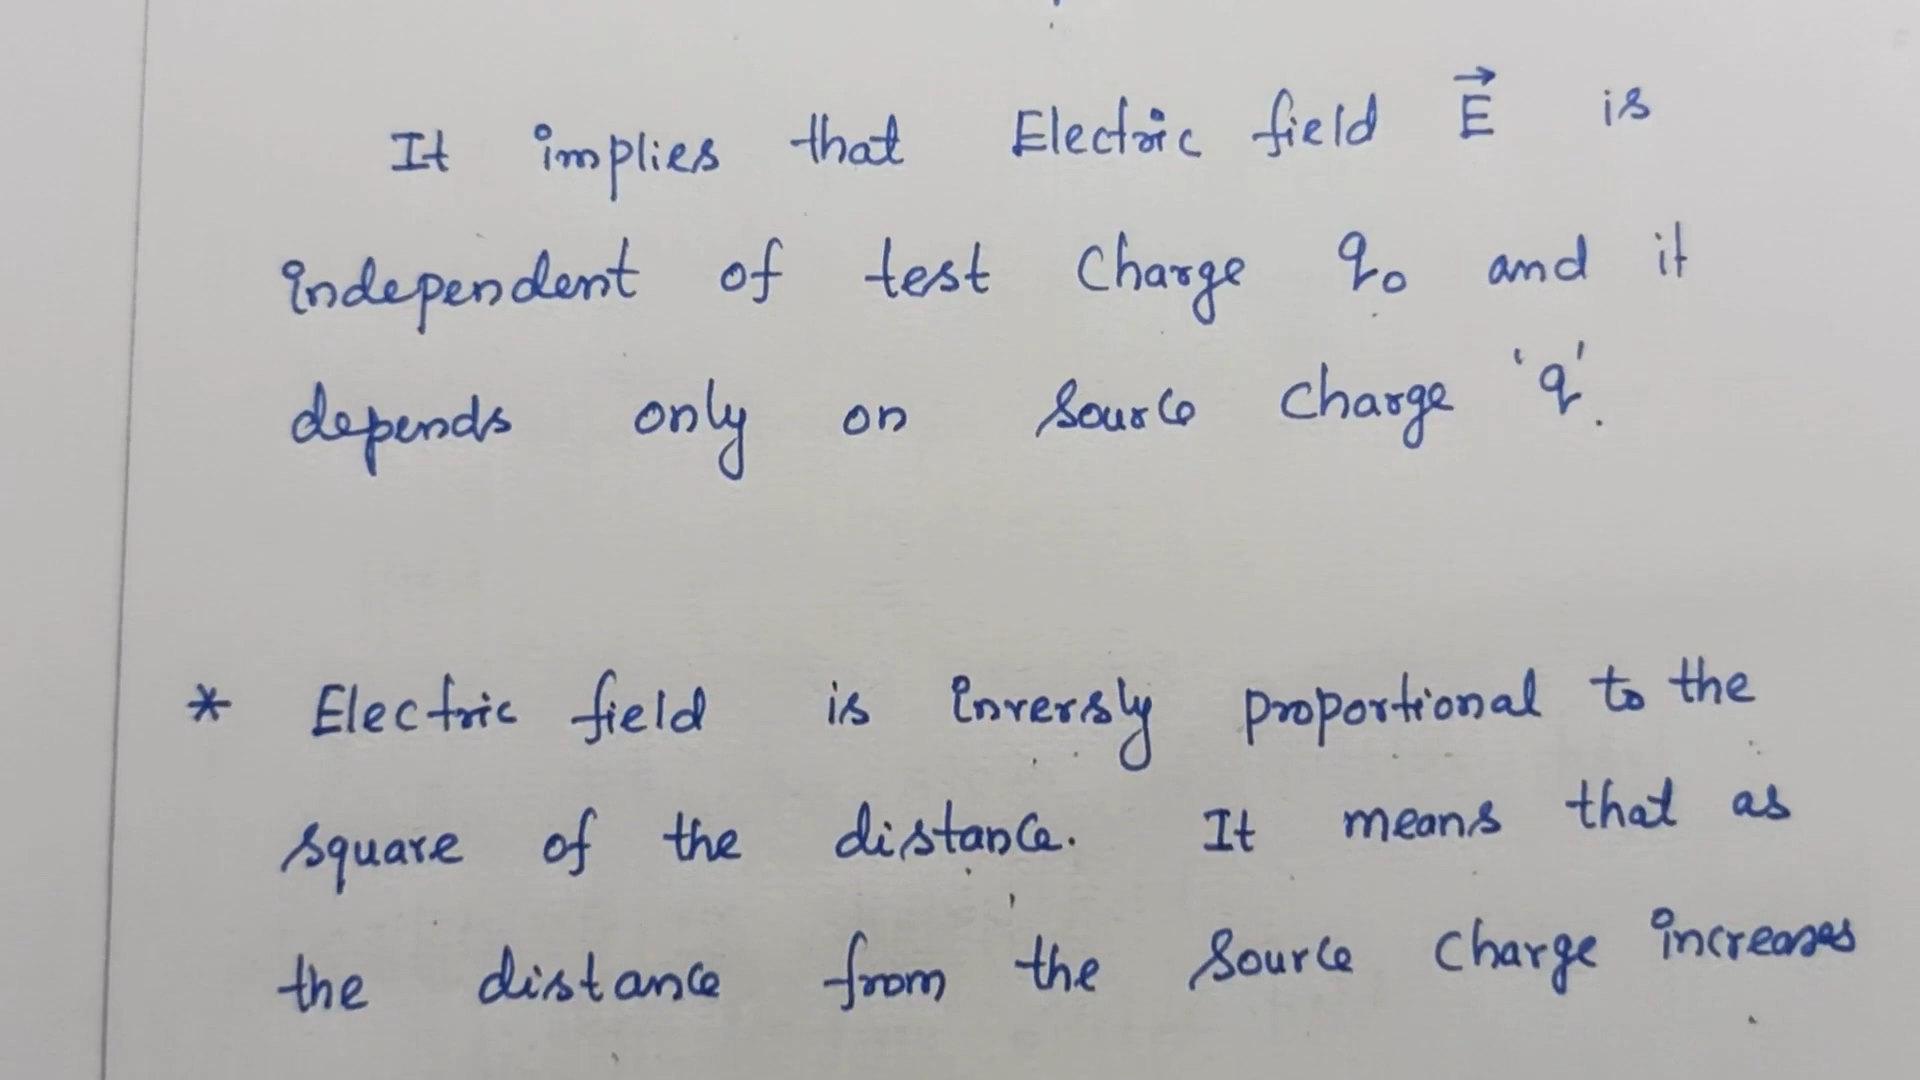 It implies that Electric field E⃗ is
independent of test Charge q₀ and it
depends only on Source Charge 'q'.
* Electric field is inversly proportional to the
square of the distance. It means that as
the distance from the Source Charge increases